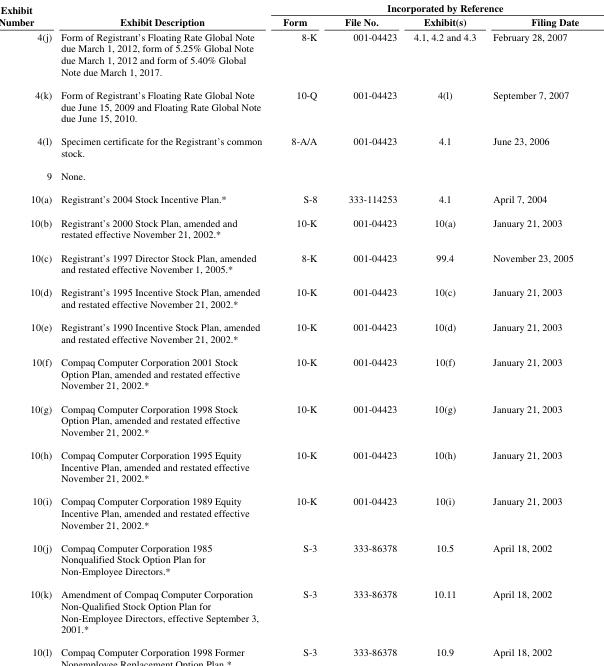 Incorporated by Reference
Exhibit
Number Exhibit Description Form File No. Exhibit(s) Filing Date
4(j) Form of Registrant's Floating Rate Global Note 8-K 001-04423 4.1, 4.2 and 4.3 February 28, 2007
due March 1, 2012, form of 5.25% Global Note
due March 1, 2012 and form of 5.40% Global
Note due March 1, 2017.
4(k) Form of Registrant's Floating Rate Global Note 10-Q 001-04423 4(l) September 7, 2007
due June 15, 2009 and Floating Rate Global Note
due June 15, 2010.
4(l) Specimen certificate for the Registrant's common 8-A/A 001-04423 4.1 June 23, 2006
stock.
9 None.
10(a) Registrant's 2004 Stock Incentive Plan.* S-8 333-114253 4.1 April 7, 2004
10(b) Registrant's 2000 Stock Plan, amended and 10-K 001-04423 10(a) January 21, 2003
restated effective November 21, 2002.*
10(c) Registrant's 1997 Director Stock Plan, amended 8-K 001-04423 99.4 November 23, 2005
and restated effective November 1, 2005.*
10(d) Registrant's 1995 Incentive Stock Plan, amended 10-K 001-04423 10(c) January 21, 2003
and restated effective November 21, 2002.*
10(e) Registrant's 1990 Incentive Stock Plan, amended 10-K 001-04423 10(d) January 21, 2003
and restated effective November 21, 2002.*
10(f) Compaq Computer Corporation 2001 Stock 10-K 001-04423 10(f) January 21, 2003
Option Plan, amended and restated effective
November 21, 2002.*
10(g) Compaq Computer Corporation 1998 Stock 10-K 001-04423 10(g) January 21, 2003
Option Plan, amended and restated effective
November 21, 2002.*
10(h) Compaq Computer Corporation 1995 Equity 10-K 001-04423 10(h) January 21, 2003
Incentive Plan, amended and restated effective
November 21, 2002.*
10(i) Compaq Computer Corporation 1989 Equity 10-K 001-04423 10(i) January 21, 2003
Incentive Plan, amended and restated effective
November 21, 2002.*
10(j) Compaq Computer Corporation 1985 S-3 333-86378 10.5 April 18, 2002
Nonqualified Stock Option Plan for
Non-Employee Directors.*
10(k) Amendment of Compaq Computer Corporation S-3 333-86378 10.11 April 18, 2002
Non-Qualified Stock Option Plan for
Non-Employee Directors, effective September 3,
2001.*
10(l) Compaq Computer Corporation 1998 Former S-3 333-86378 10.9 April 18, 2002
Nonemployee Replacement Option Plan.*